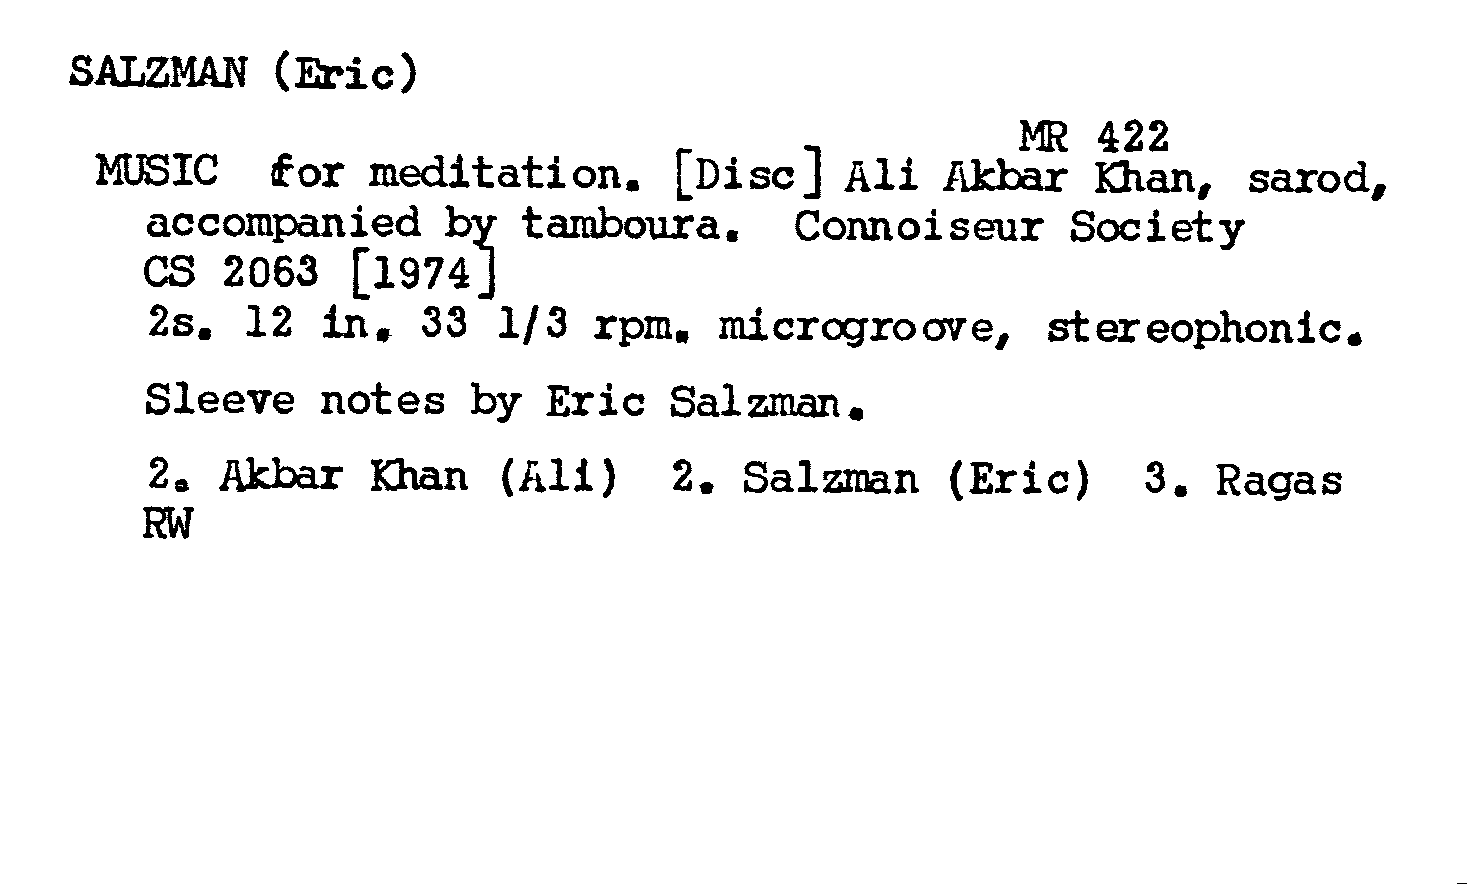 SALZMAN (Eric)
MR 422
MUSIC for meditation. [Disc] Ali Akbar Khan, sarod,
accompanied by tamboura. Connoiseur Society
CS 2063 [1974]
2s. 12 in. 33 1/3 rpm. microgroove, stereophonic.
Sleeve notes by Eric Salzman.
2. Akbar Khan (Ali) 2. Salzman (Eric) 3. Ragas
RW